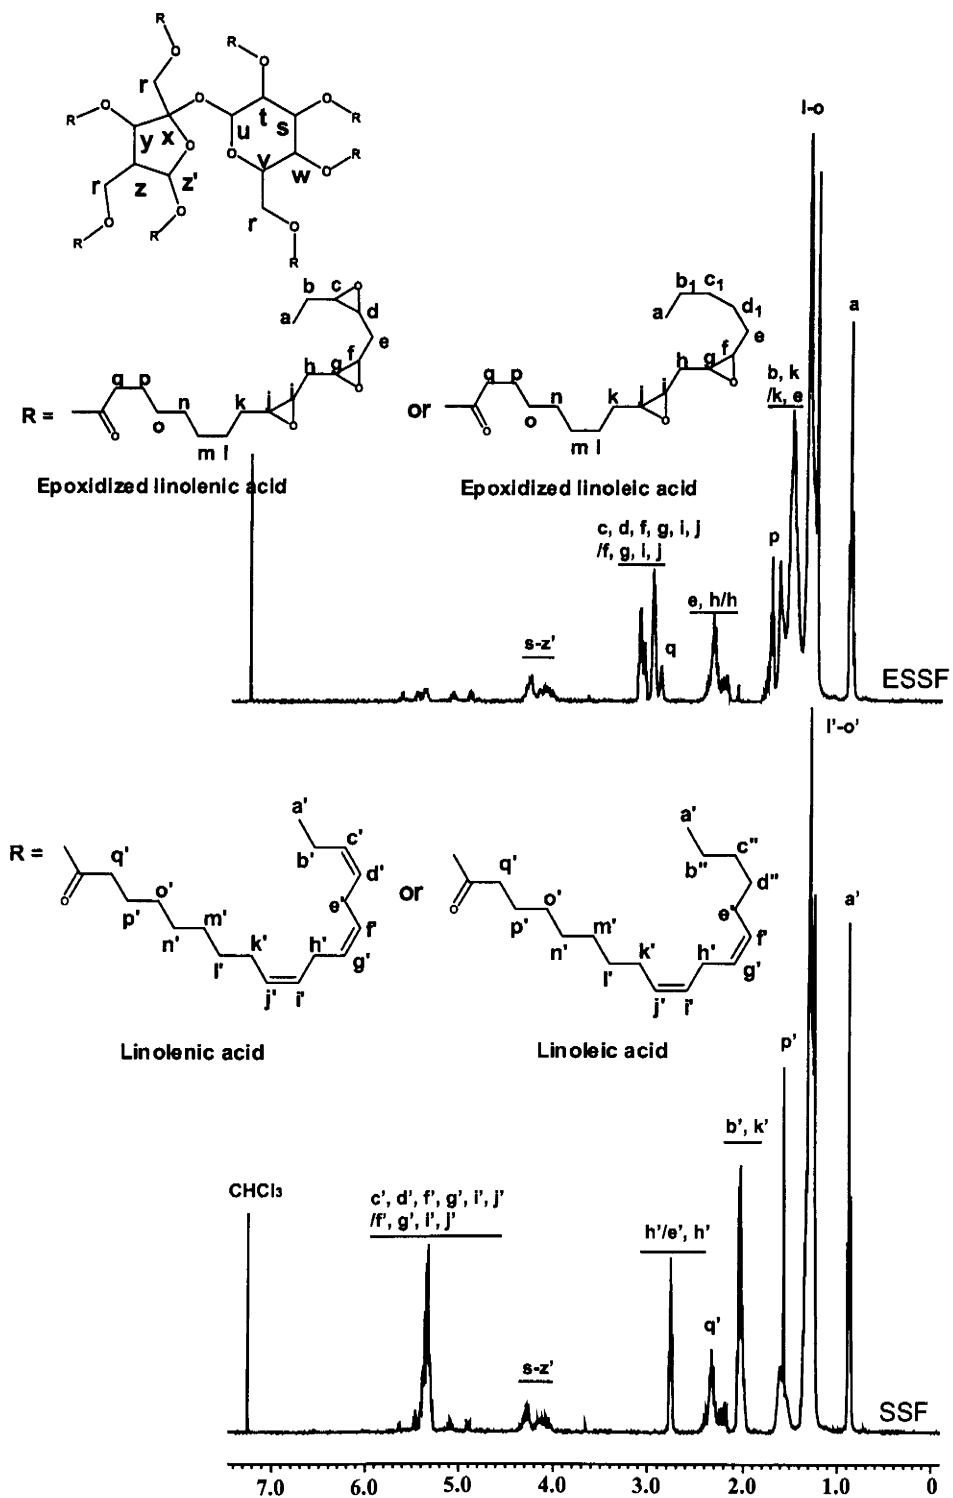 R
R
O
O
r
R
O
O
O
R
R
y
x
O
u
t
s
O
O
R
r
z
z'
v
w
O
O
O
r
O
R
R
R
b
c
O
a
d
e
f
h
g
O
q
p
i
j
n
k
O
R =
O
o
m
l
Epoxidized linolenic acid
or
b₁
c₁
a
d₁
e
f
h
g
O
q
p
i
j
n
k
O
O
o
m
l
Epoxidized linoleic acid
l-o
a
b, k
/k, e
p
c, d, f, g, i, j
/f, g, i, j
e, h/h
q
s-z'
ESSF
l'-o'
R =
a'
c'
b'
d'
q'
O
o'
e'
p'
m'
f'
n'
k'
h'
l'
g'
j'
i'
Linolenic acid
or
a'
c''
b''
q'
d''
O
o'
e'
p'
m'
f'
n'
k'
h'
l'
g'
j'
i'
Linoleic acid
a'
p'
b', k'
CHCl₃
c', d', f', g', i', j'
/f', g', i', j'
h'/e', h'
q'
s-z'
SSF
7.0 6.0 5.0 4.0 3.0 2.0 1.0 0